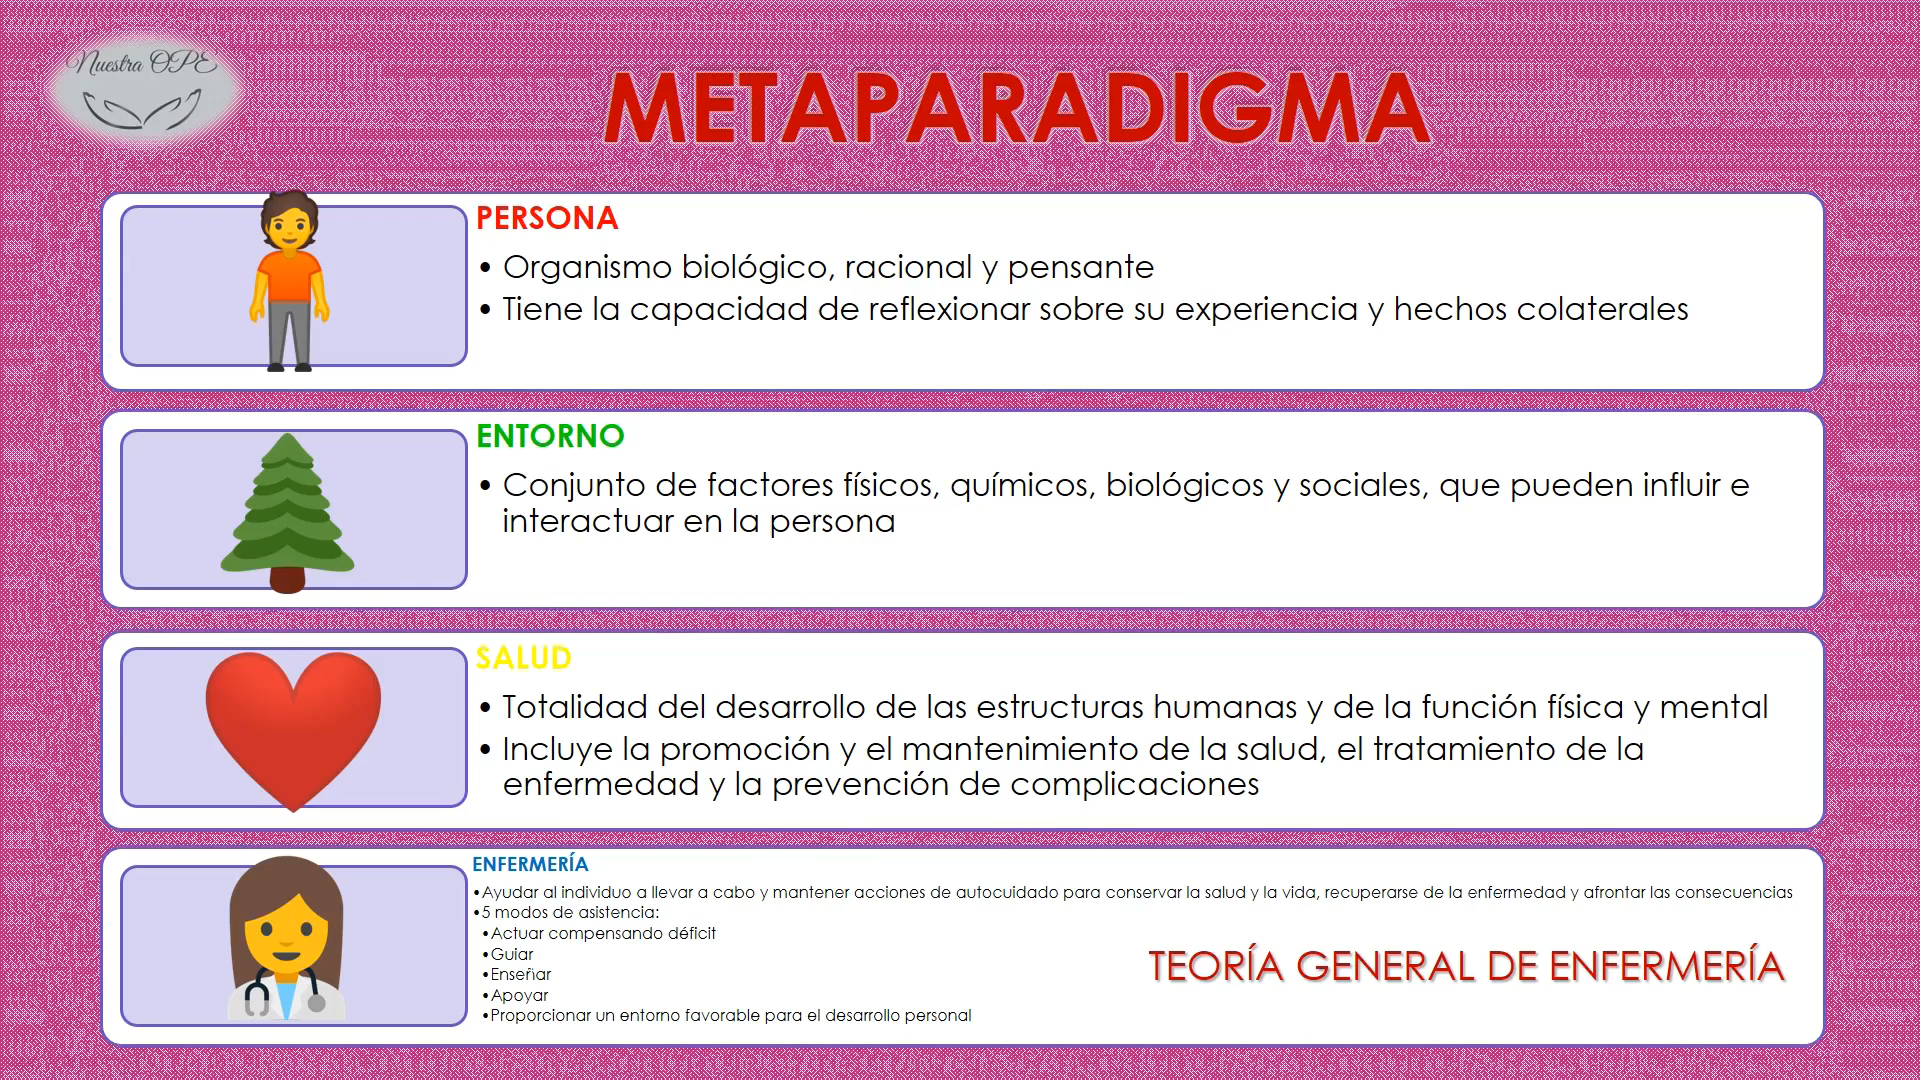 Nuestra OPE
METAPARADIGMA
PERSONA
• Organismo biológico, racional y pensante
• Tiene la capacidad de reflexionar sobre su experiencia y hechos colaterales
ENTORNO
• Conjunto de factores físicos, químicos, biológicos y sociales, que pueden influir e
interactuar en la persona
SALUD
• Totalidad del desarrollo de las estructuras humanas y de la función física y mental
• Incluye la promoción y el mantenimiento de la salud, el tratamiento de la
enfermedad y la prevención de complicaciones
ENFERMERÍA
•Ayudar al individuo a llevar a cabo y mantener acciones de autocuidado para conservar la salud y la vida, recuperarse de la enfermedad y afrontar las consecuencias
•5 modos de asistencia:
•Actuar compensando déficit
•Guiar
•Enseñar
•Apoyar
•Proporcionar un entorno favorable para el desarrollo personal
TEORÍA GENERAL DE ENFERMERÍA